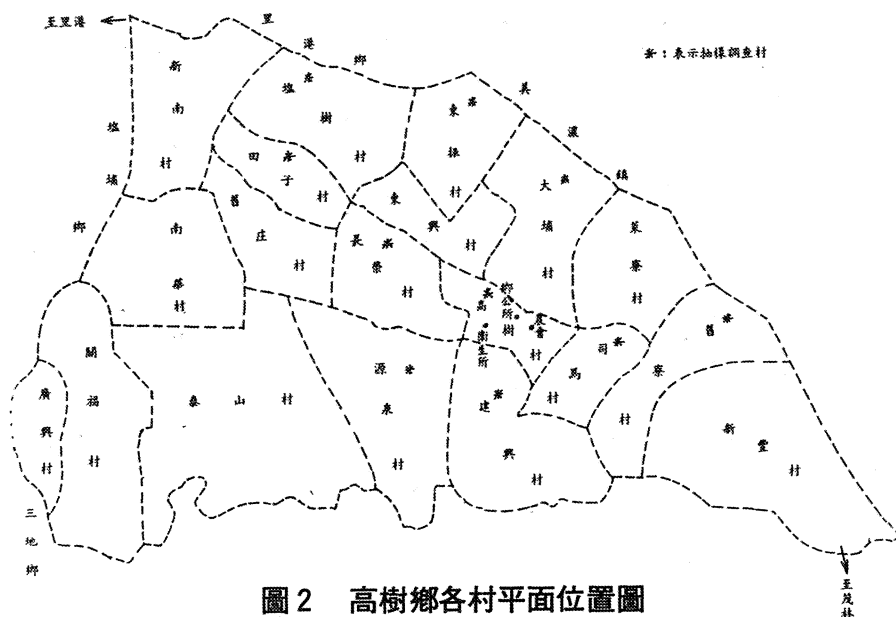 至里港
里港鄉
※：表示抽樣調查村
美濃鎮
新南村
塩樹村
※
東振村
※
塩埔鄉
田子村
※
大埔村
※
東興村
菜寮村
舊庄村
長榮村
※
南華村
高樹村
※
鄉公所
農會
衛生所
司馬村
※
舊寮村
※
關福村
廣興村
泰山村
源泉村
※
建興村
※
新豐村
三地鄉
至茂林
圖2 高樹鄉各村平面位置圖